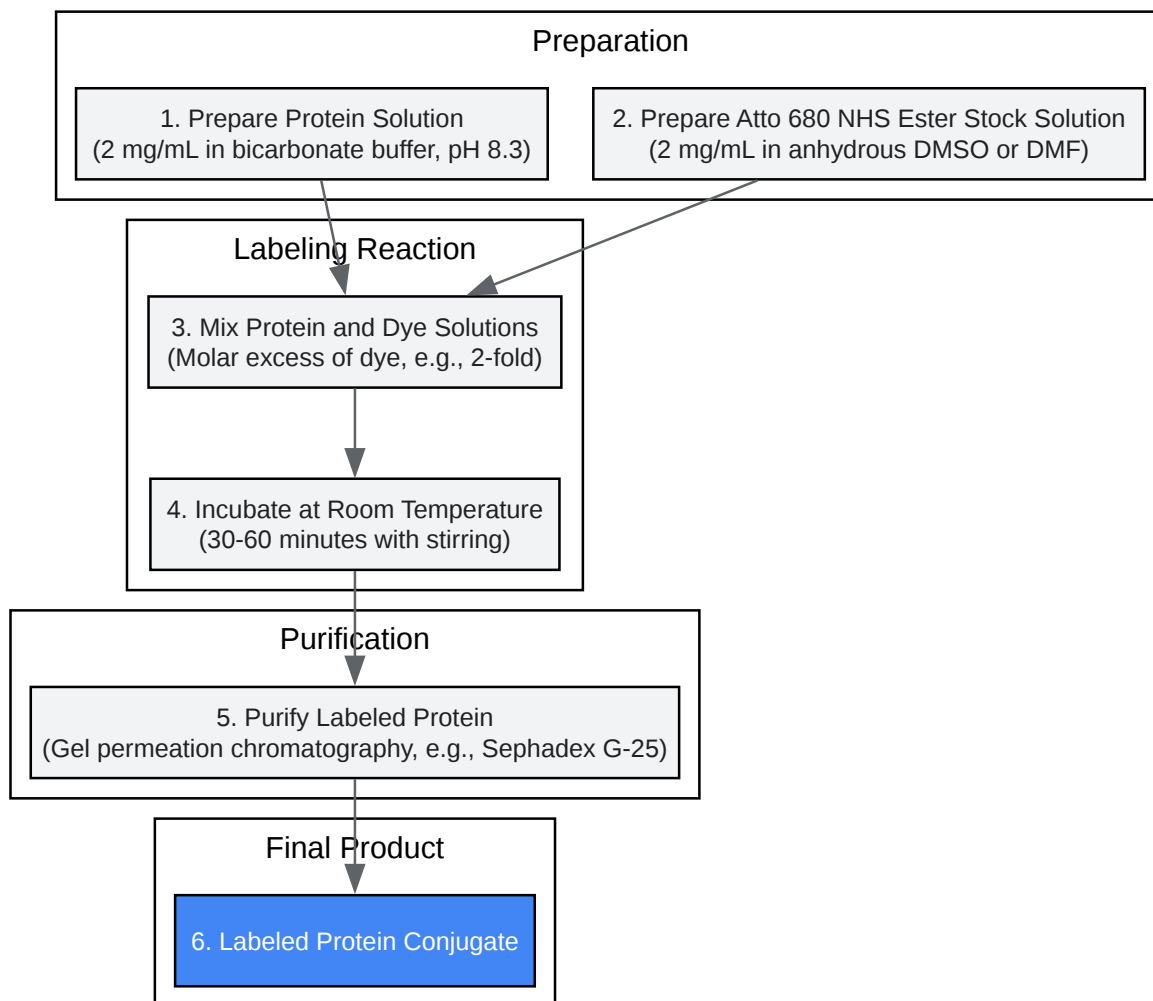 Preparation
1. Prepare Protein Solution
(2 mg/mL in bicarbonate buffer, pH 8.3)
2. Prepare Atto 680 NHS Ester Stock Solution
(2 mg/mL in anhydrous DMSO or DMF)
Labeling Reaction
3. Mix Protein and Dye Solutions
(Molar excess of dye, e.g., 2-fold)
4. Incubate at Room Temperature
(30-60 minutes with stirring)
Purification
5. Purify Labeled Protein
(Gel permeation chromatography, e.g., Sephadex G-25)
Final Product
6. Labeled Protein Conjugate